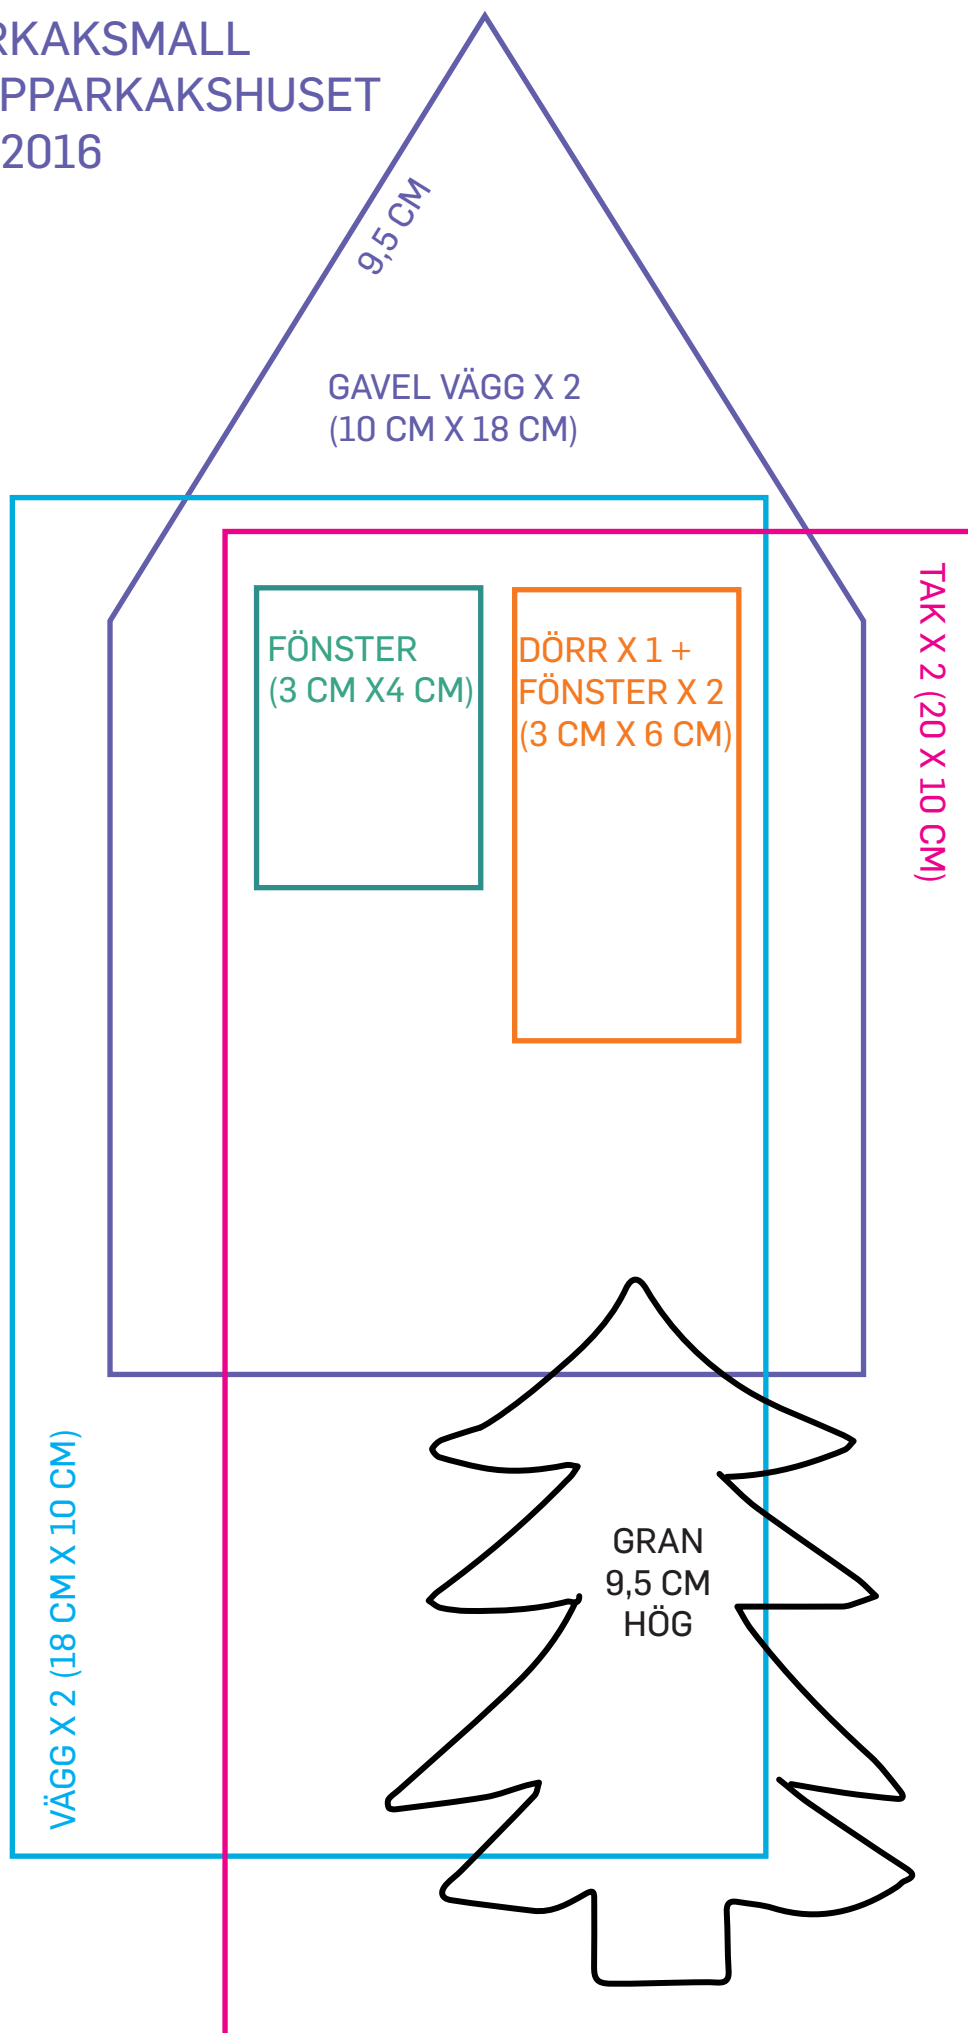 RKAKSMALL
PPARKAKSHUSET
2016
9,5 CM
GAVEL VÄGG X 2
(10 CM X 18 CM)
FÖNSTER
(3 CM X4 CM)
DÖRR X 1 +
FÖNSTER X 2
(3 CM X 6 CM)
TAK X 2 (20 X 10 CM)
VÄGG X 2 (18 CM X 10 CM)
GRAN
9,5 CM
HÖG